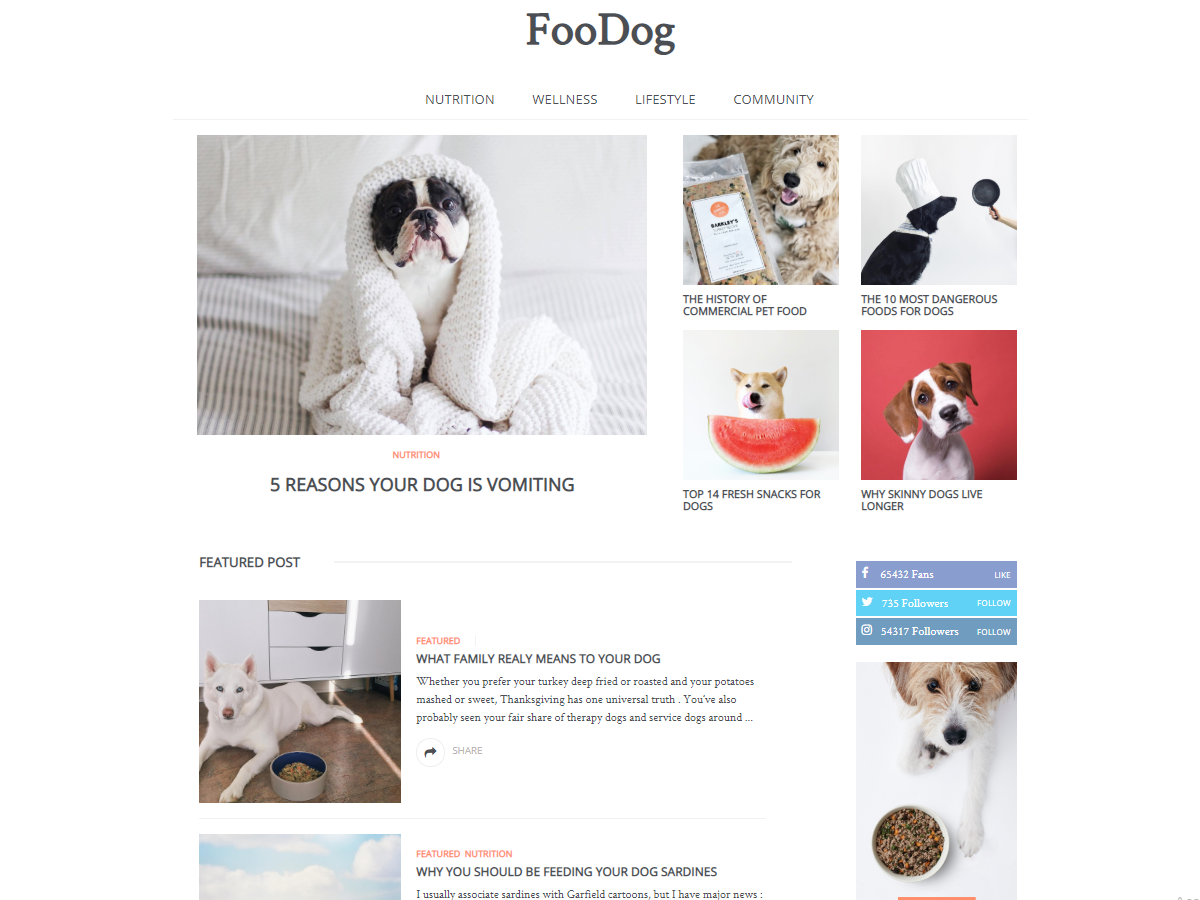 FooDog
NUTRITION WELLNESS LIFESTYLE COMMUNITY
BARKLEY'S
NUTRITION
5 REASONS YOUR DOG IS VOMITING
THE HISTORY OF
COMMERCIAL PET FOOD
THE 10 MOST DANGEROUS
FOODS FOR DOGS
TOP 14 FRESH SNACKS FOR
DOGS
WHY SKINNY DOGS LIVE
LONGER
FEATURED POST
FEATURED
WHAT FAMILY REALY MEANS TO YOUR DOG
Whether you prefer your turkey deep fried or roasted and your potatoes
mashed or sweet, Thanksgiving has one universal truth . You've also
probably seen your fair share of therapy dogs and service dogs around ...
SHARE
FEATURED NUTRITION
WHY YOU SHOULD BE FEEDING YOUR DOG SARDINES
I usually associate sardines with Garfield cartoons, but I have major news :
65432 Fans LIKE
735 Followers FOLLOW
54317 Followers FOLLOW